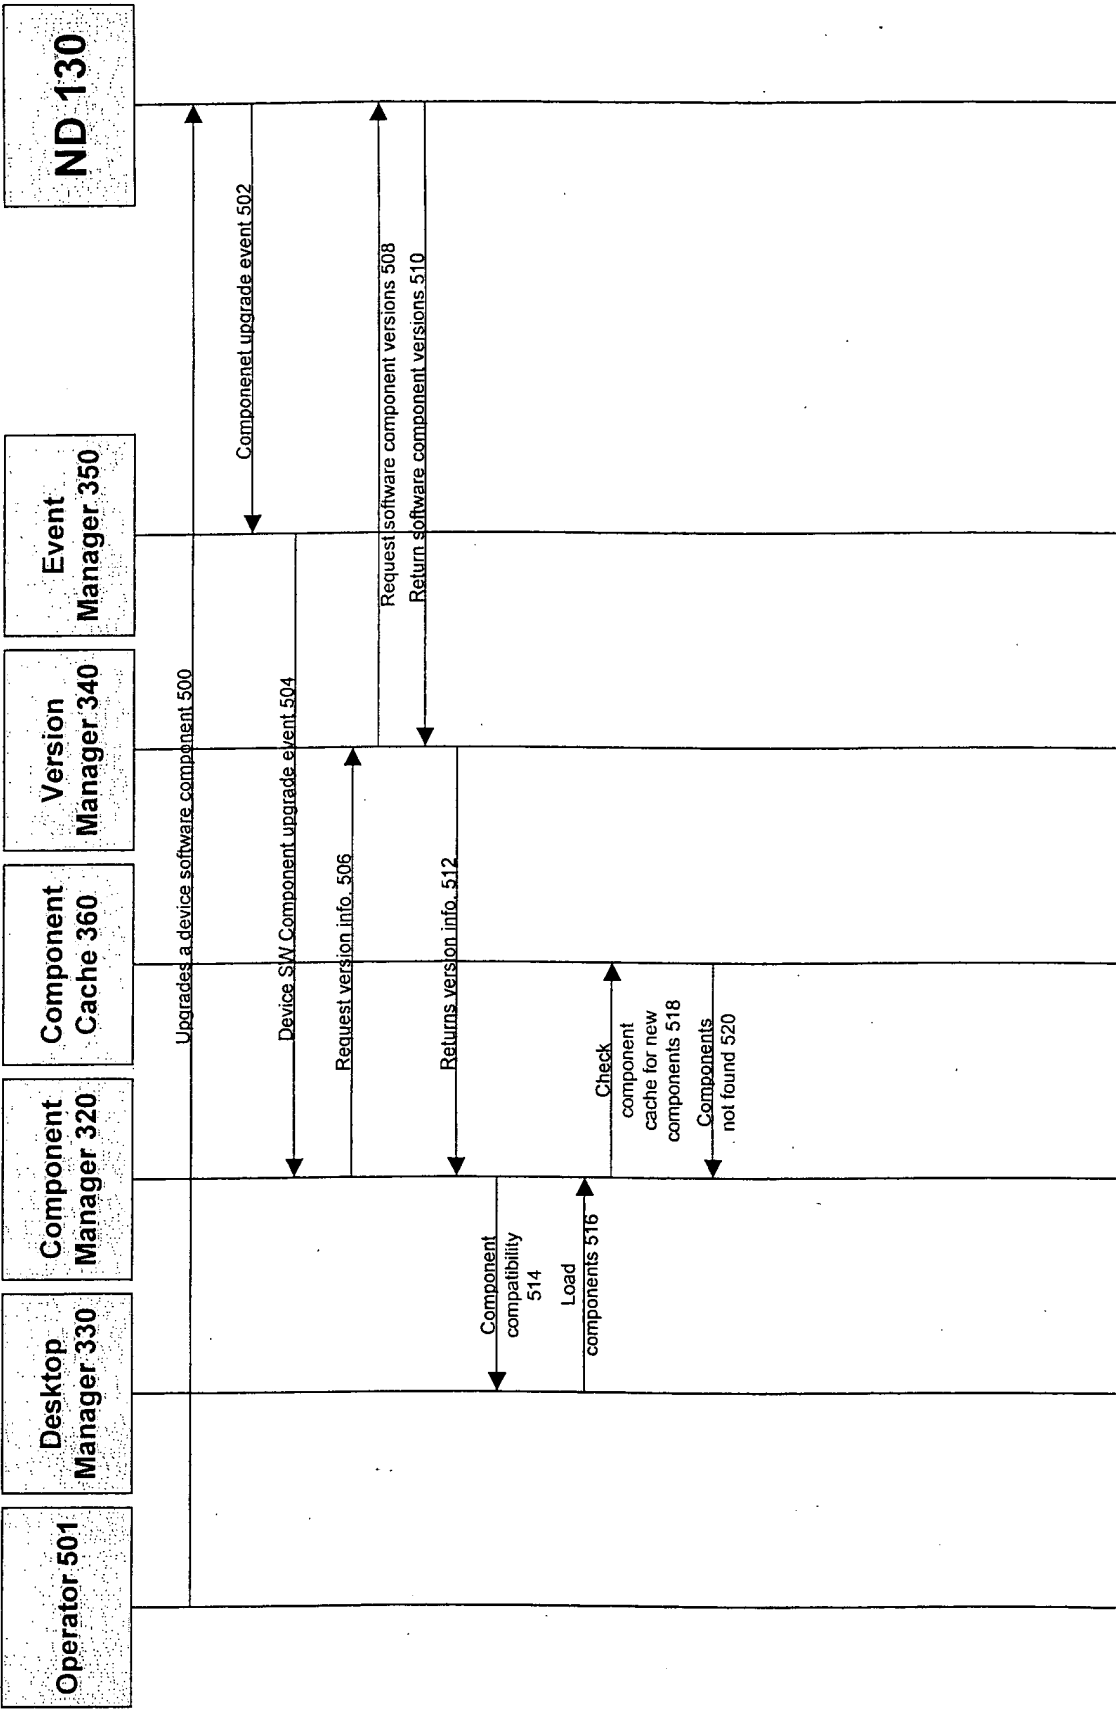 Operator 501
Desktop
Manager 330
Component
Manager 320
Component
Cache 360
Version
Manager 340
Event
Manager 350
ND 130
Upgrades a device software component 500
Componenet upgrade event 502
Device SW Component upgrade event 504
Request version info. 506
Request software component versions 508
Return software component versions 510
Returns version info. 512
Component
compatibility
514
Load
components 516
Check
component
cache for new
components 518
Components
not found 520